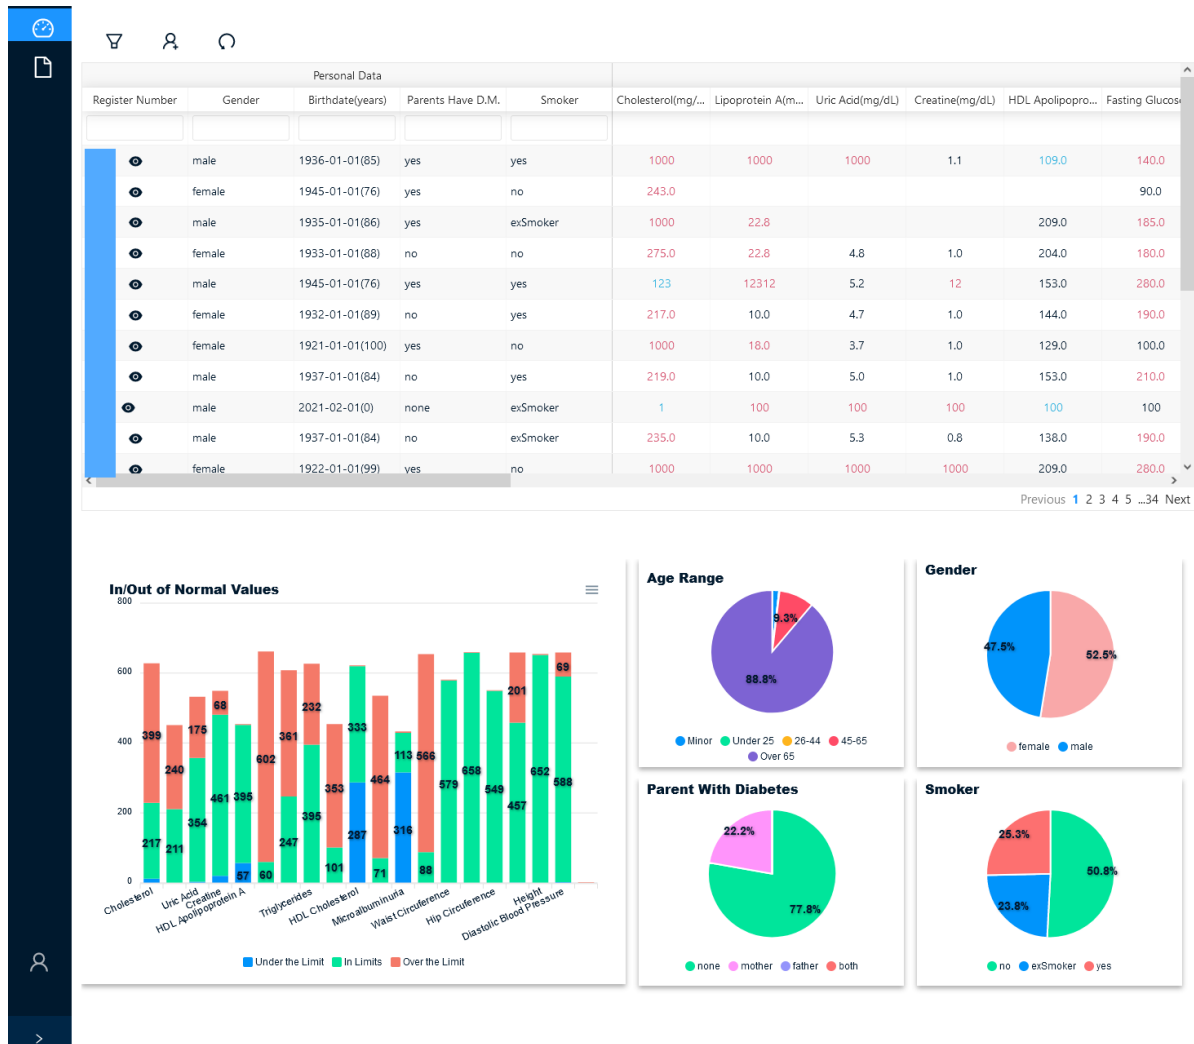 Personal Data
Register Number Gender Birthdate(years) Parents Have D.M. Smoker Cholesterol(mg/... Lipoprotein A(m... Uric Acid(mg/dL) Creatine(mg/dL) HDL Apolipopro... Fasting Glucose
male 1936-01-01(85) yes yes 1000 1000 1000 1.1 109.0 140.0
female 1945-01-01(76) yes no 243.0 90.0
male 1935-01-01(86) yes exSmoker 1000 22.8 209.0 185.0
female 1933-01-01(88) no no 275.0 22.8 4.8 1.0 204.0 180.0
male 1945-01-01(76) yes yes 123 12312 5.2 12 153.0 280.0
female 1932-01-01(89) no yes 217.0 10.0 4.7 1.0 144.0 190.0
female 1921-01-01(100) yes no 1000 18.0 3.7 1.0 129.0 100.0
male 1937-01-01(84) no yes 219.0 10.0 5.0 1.0 153.0 210.0
male 2021-02-01(0) none exSmoker 1 100 100 100 100 100
male 1937-01-01(84) no exSmoker 235.0 10.0 5.3 0.8 138.0 190.0
female 1922-01-01(99) yes no 1000 1000 1000 1000 209.0 280.0
Previous 1 2 3 4 5 ...34 Next
In/Out of Normal Values
800
600
400
200
0
399 240 175 68 602 361 232 353 333 464 113 566 201 69
217 211 354 461 395 57 60 247 395 101 287 71 316 88 579 658 549 457 652 588
Cholesterol Uric Acid Creatine HDL Apolipoprotein A Triglycerides HDL Cholesterol Microalbuminuria Waist Circuference Hip Circuference Height Diastolic Blood Pressure
Under the Limit In Limits Over the Limit
Age Range
9.3%
88.8%
Minor Under 25 26-44 45-65
Over 65
Gender
47.5%
52.5%
female male
Parent With Diabetes
22.2%
77.8%
none mother father both
Smoker
25.3%
50.8%
23.8%
no exSmoker yes